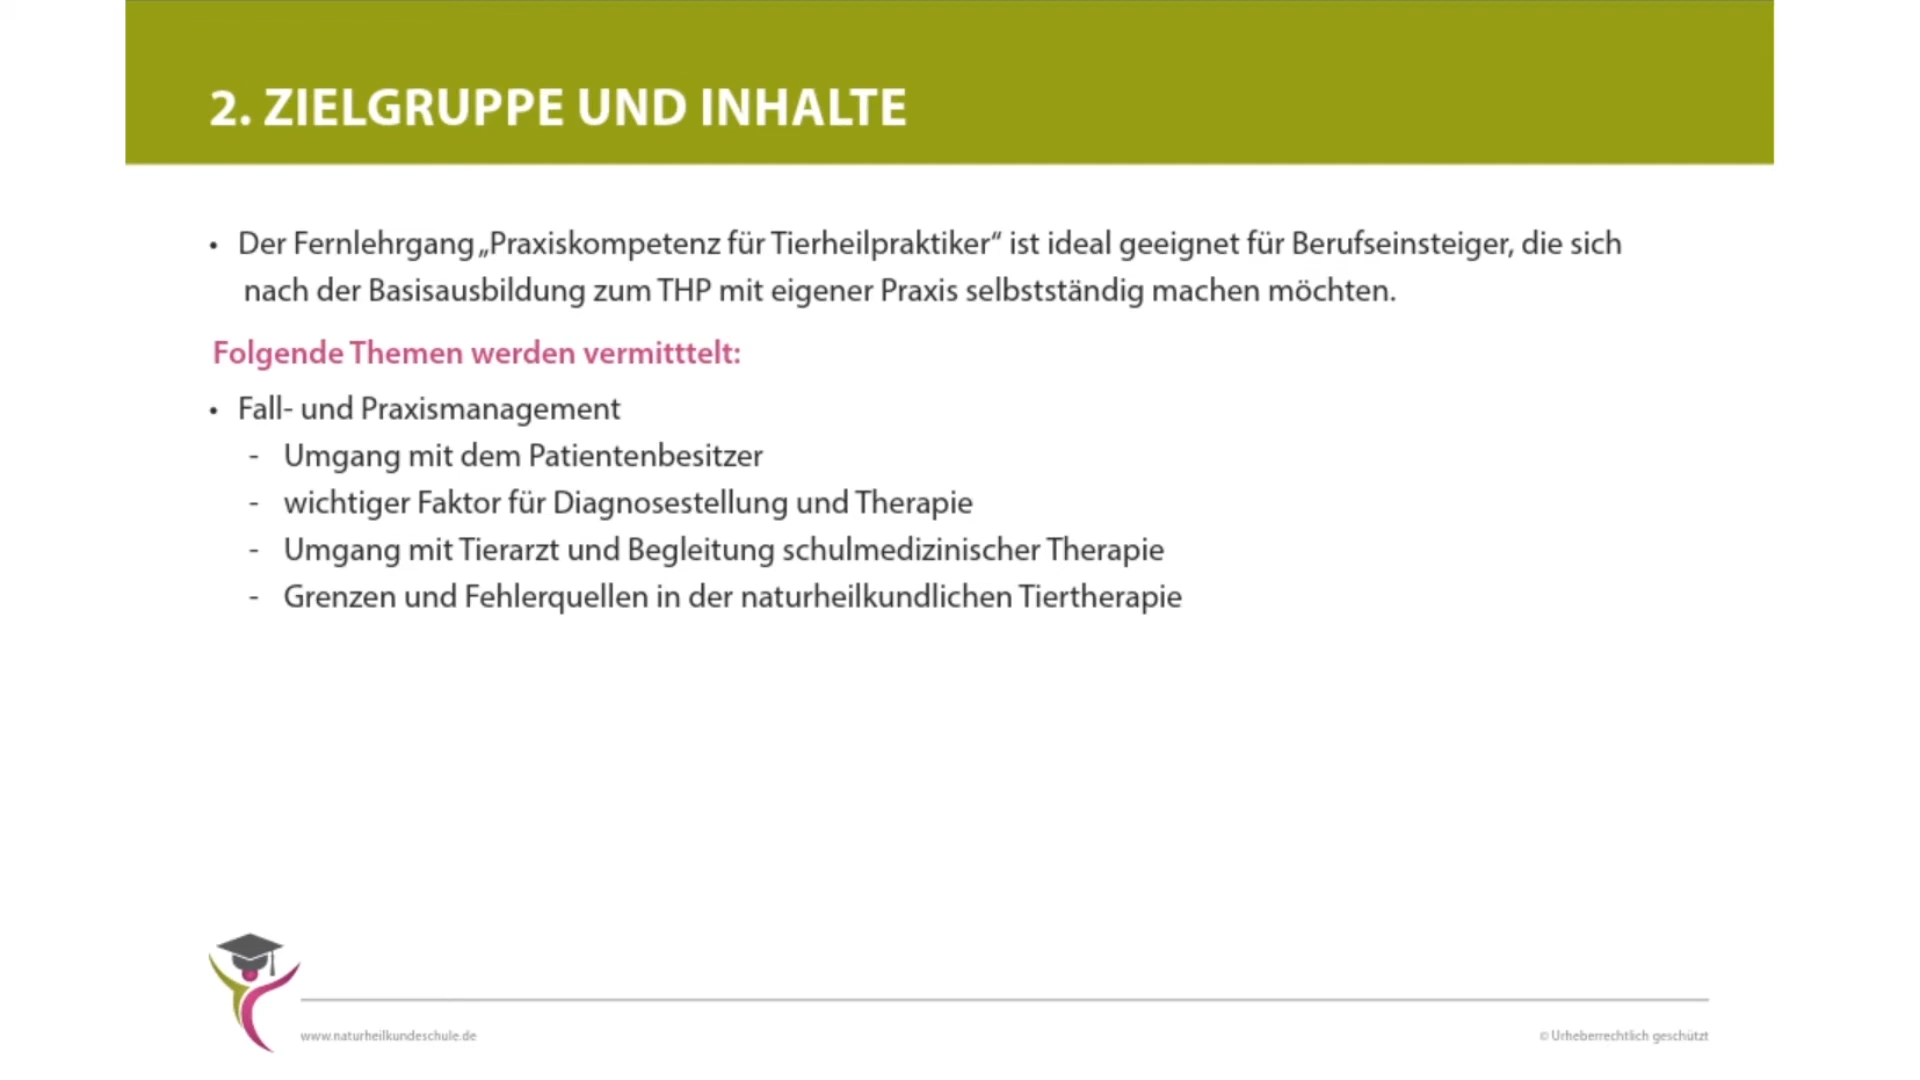 2. ZIELGRUPPE UND INHALTE
• Der Fernlehrgang „Praxiskompetenz für Tierheilpraktiker“ ist ideal geeignet für Berufseinsteiger, die sich
nach der Basisausbildung zum THP mit eigener Praxis selbstständig machen möchten.
Folgende Themen werden vermitttelt:
• Fall- und Praxismanagement
- Umgang mit dem Patientenbesitzer
- wichtiger Faktor für Diagnosestellung und Therapie
- Umgang mit Tierarzt und Begleitung schulmedizinischer Therapie
- Grenzen und Fehlerquellen in der naturheilkundlichen Tiertherapie
www.naturheilkundeschule.de
© Urheberrechtlich geschützt